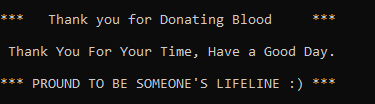 ***   Thank you for Donating Blood     ***
Thank You For Your Time, Have a Good Day.
*** PROUND TO BE SOMEONE'S LIFELINE :) ***